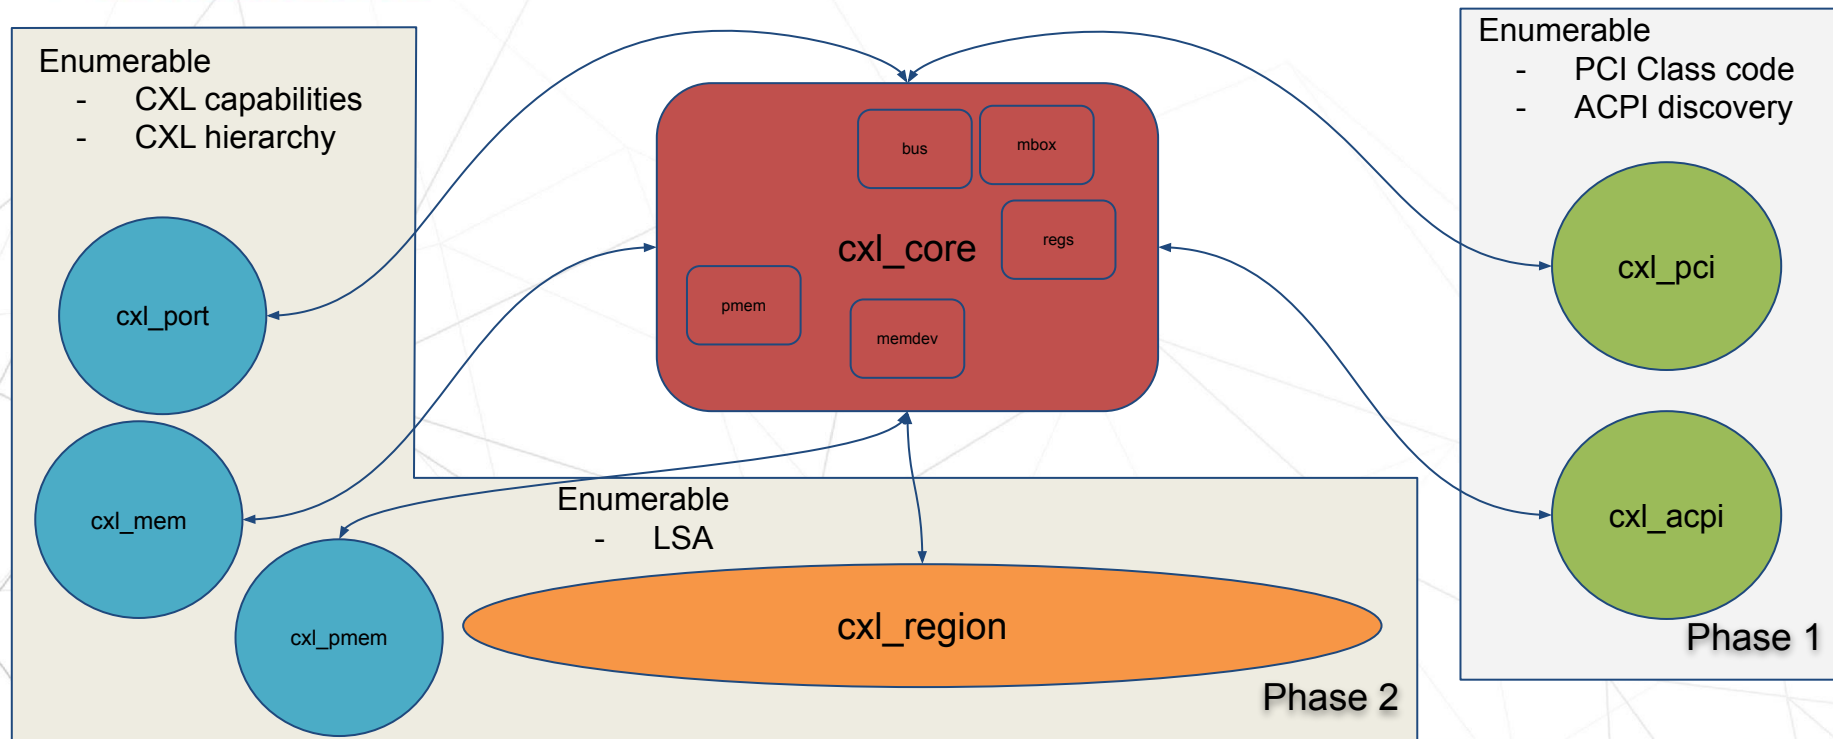 Enumerable
- CXL capabilities
- CXL hierarchy
cxl_port
cxl_mem
cxl_pmem
bus
mbox
regs
cxl_core
pmem
memdev
Enumerable
- LSA
cxl_region
Phase 2
Enumerable
- PCI Class code
- ACPI discovery
cxl_pci
cxl_acpi
Phase 1